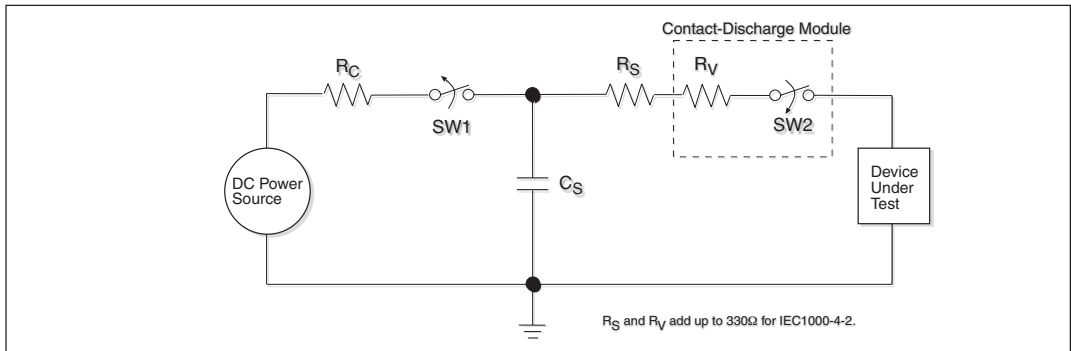 Contact-Discharge Module
RC
RS
RV
SW1
SW2
DC Power
Source
CS
Device
Under
Test
RS and RV add up to 330Ω for IEC1000-4-2.